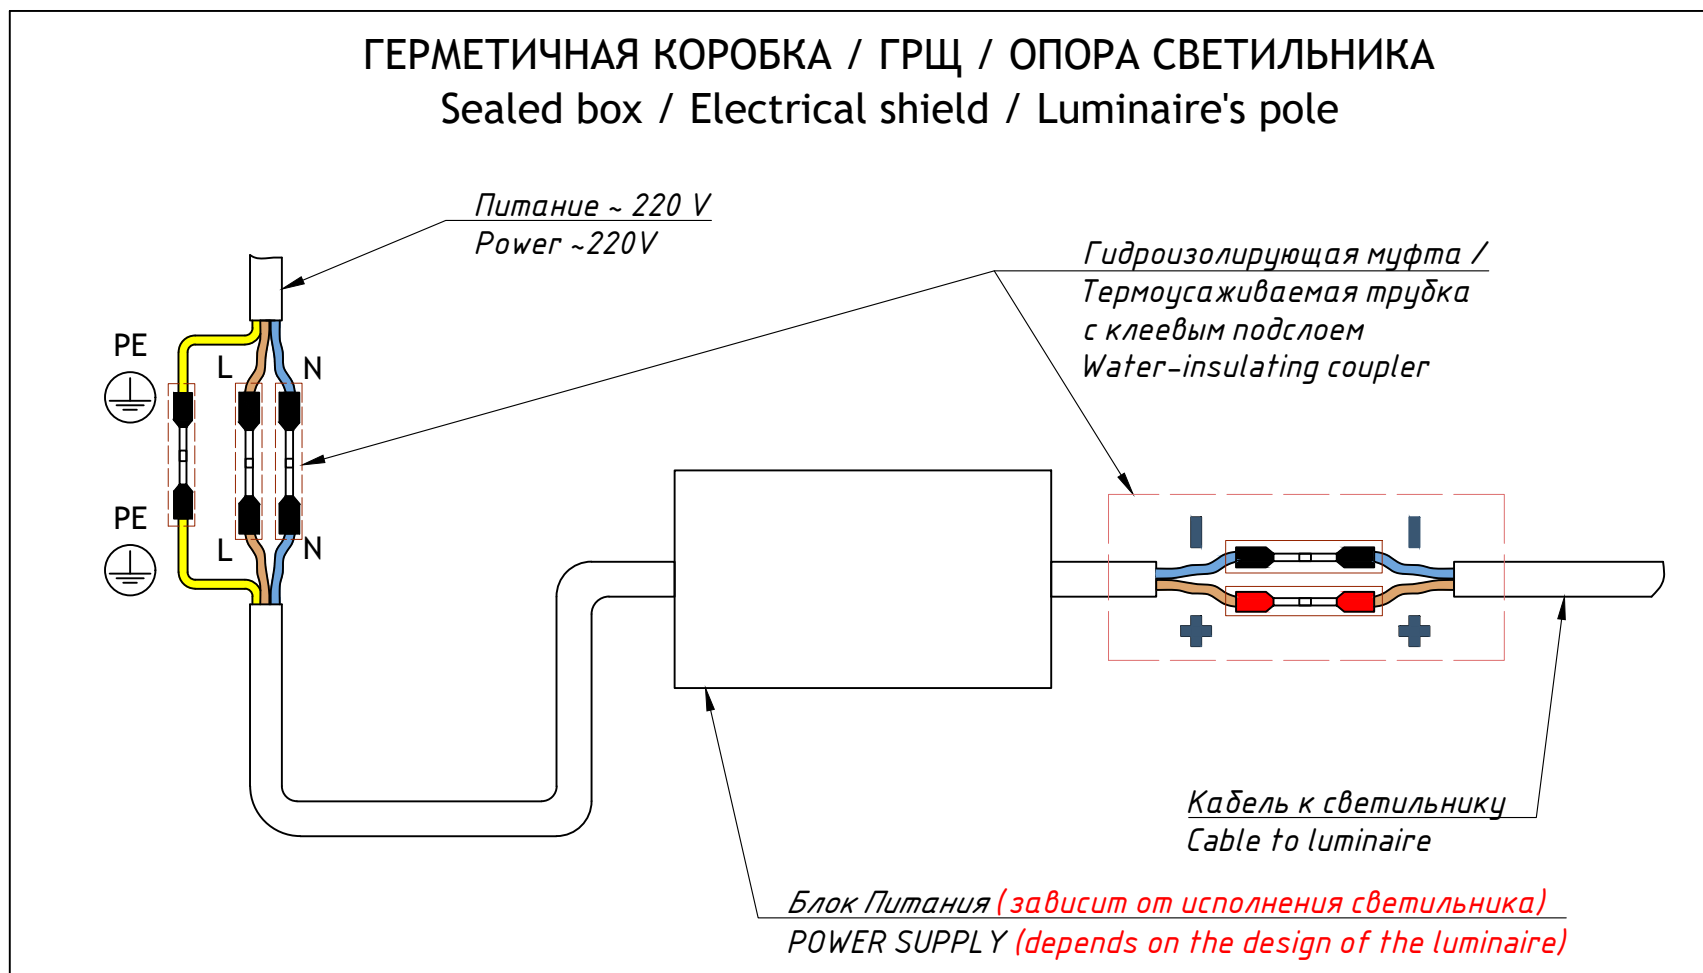 ГЕРМЕТИЧНАЯ КОРОБКА / ГРЩ / ОПОРА СВЕТИЛЬНИКА
Sealed box / Electrical shield / Luminaire's pole
Питание ~ 220 V
Power ~220V
Гидроизолирующая муфта /
Термоусаживаемая трубка
с клеевым подслоем
Water-insulating coupler
PE
L
N
PE
L
N
Кабель к светильнику
Cable to luminaire
Блок Питания (зависит от исполнения светильника)
POWER SUPPLY (depends on the design of the luminaire)